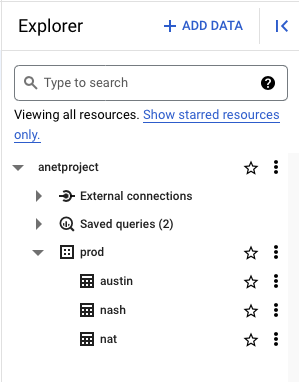 Explorer
+ ADD DATA
Type to search
Viewing all resources. Show starred resources
only.
anetproject
External connections
Saved queries (2)
prod
austin
nash
nat